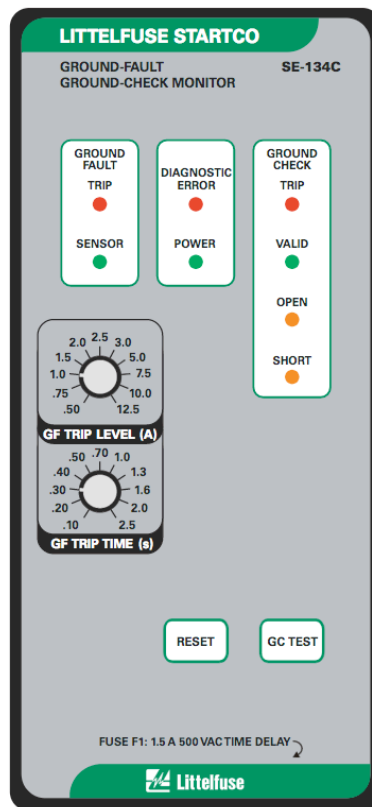 LITTELFUSE STARTCO
GROUND-FAULT
GROUND-CHECK MONITOR
SE-134C
GROUND
FAULT
TRIP
SENSOR
DIAGNOSTIC
ERROR
POWER
GROUND
CHECK
TRIP
VALID
OPEN
SHORT
2.0 2.5 3.0
1.5 5.0
1.0 7.5
.75 10.0
.50 12.5
GF TRIP LEVEL (A)
.50 .70 1.0
.40 1.3
.30 1.6
.20 2.0
.10 2.5
GF TRIP TIME (s)
RESET
GC TEST
FUSE F1: 1.5 A 500 VAC TIME DELAY
Littelfuse